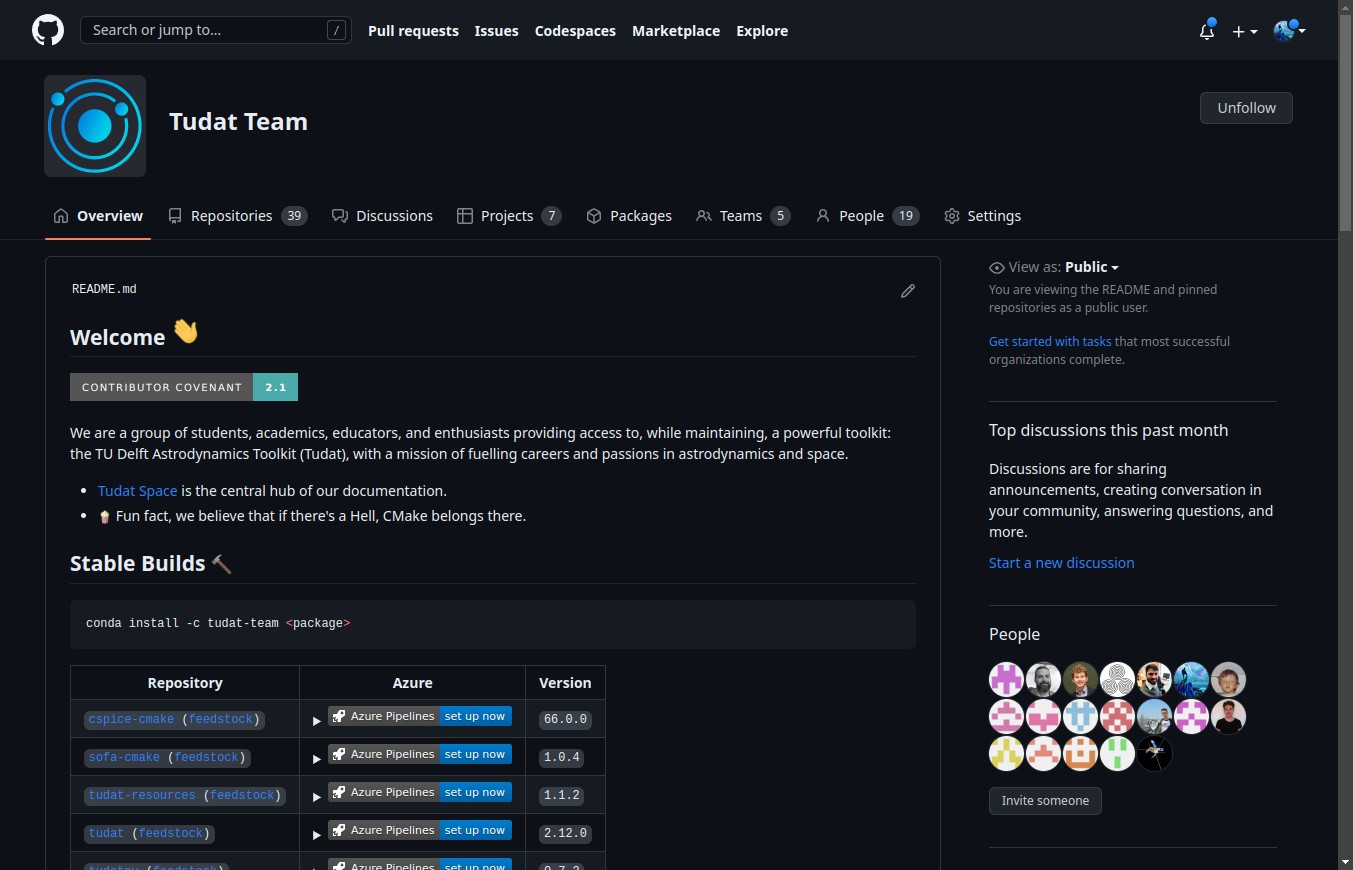 Search or jump to...
/
Pull requests
Issues
Codespaces
Marketplace
Explore
Tudat Team
Unfollow
Overview
Repositories 39
Discussions
Projects 7
Packages
Teams 5
People 19
Settings
README.md
Welcome 👋
CONTRIBUTOR COVENANT 2.1
We are a group of students, academics, educators, and enthusiasts providing access to, while maintaining, a powerful toolkit:
the TU Delft Astrodynamics Toolkit (Tudat), with a mission of fuelling careers and passions in astrodynamics and space.
• Tudat Space is the central hub of our documentation.
• 🍿 Fun fact, we believe that if there's a Hell, CMake belongs there.
Stable Builds 🔨
conda install -c tudat-team <package>
Repository Azure Version
cspice-cmake (feedstock) ▶ Azure Pipelines set up now 66.0.0
sofa-cmake (feedstock) ▶ Azure Pipelines set up now 1.0.4
tudat-resources (feedstock) ▶ Azure Pipelines set up now 1.1.2
tudat (feedstock) ▶ Azure Pipelines set up now 2.12.0
(feedstock) Azure Pipelines set up now
View as: Public
You are viewing the README and pinned
repositories as a public user.
Get started with tasks that most successful
organizations complete.
Top discussions this past month
Discussions are for sharing
announcements, creating conversation in
your community, answering questions, and
more.
Start a new discussion
People
Invite someone